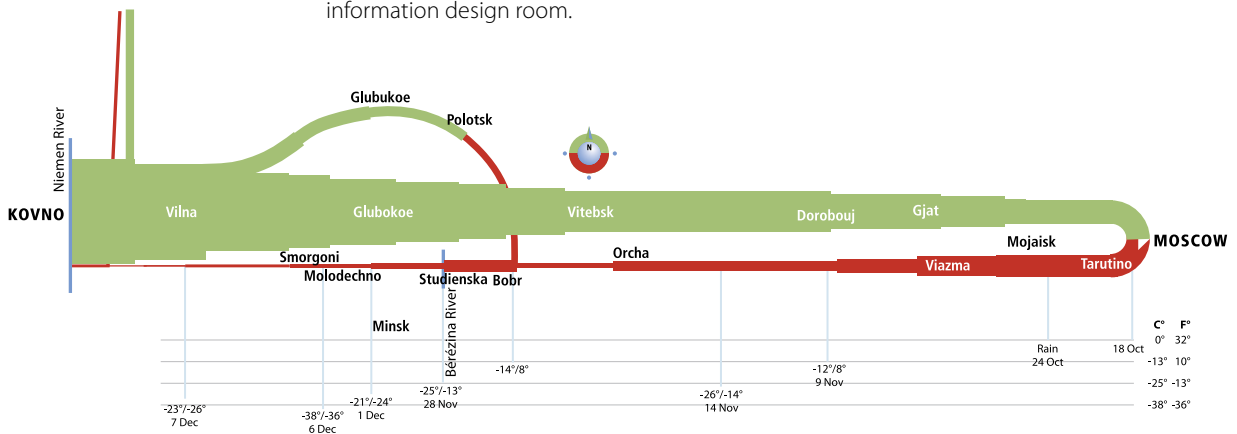 information design room.
Glubukoe
Polotsk
Niemen River
N
KOVNO
Vilna
Glubokoe
Vitebsk
Dorobouj
Gjat
MOSCOW
Smorgoni
Molodechno
Studienska
Bobr
Orcha
Mojaisk
Viazma
Tarutino
Minsk
Bérézina River
C° F°
0° 32°
-13° 10°
-25° -13°
-38° -36°
18 Oct
Rain
24 Oct
-12°/8°
9 Nov
-26°/-14°
14 Nov
-14°/8°
-25°/-13°
28 Nov
-21°/-24°
1 Dec
-38°/-36°
6 Dec
-23°/-26°
7 Dec